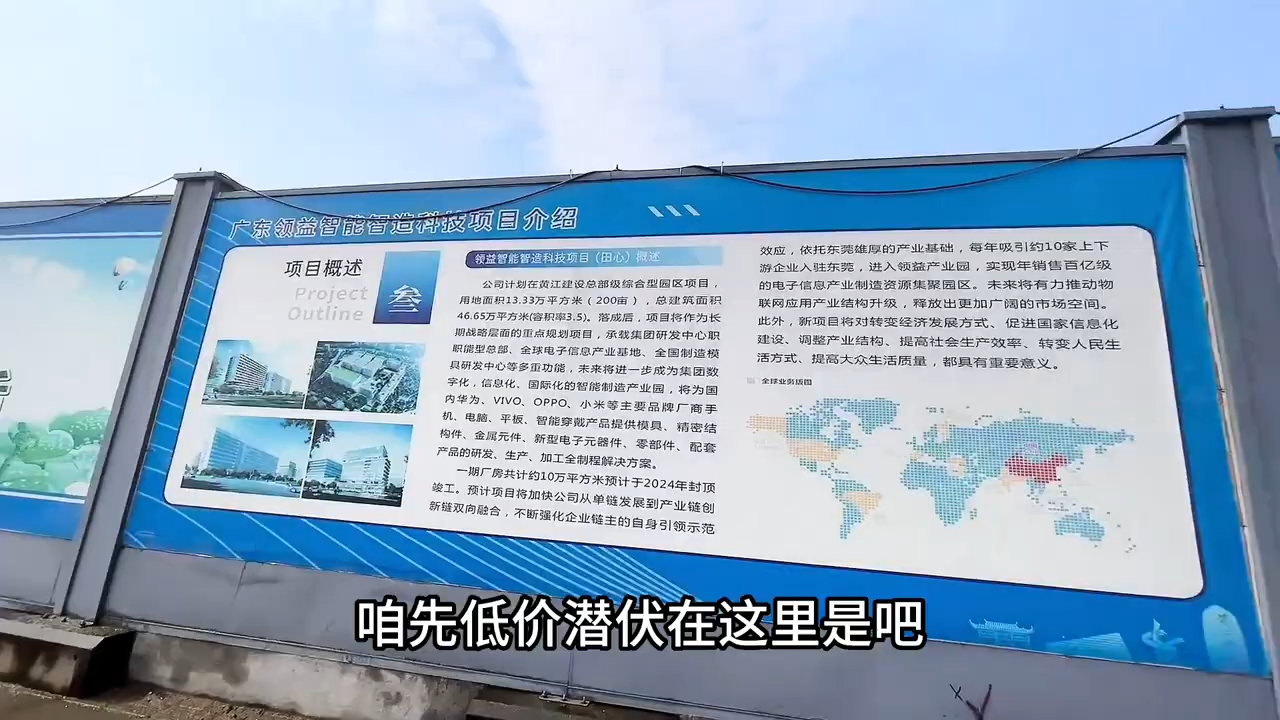 广东领益智能智造科技项目介绍
项目概述
Project
Outline
叁
领益智能智造科技项目（田心）概述
公司计划在黄江建设总部级综合型园区项目，
用地面积13.33万平方米（200亩），总建筑面积
46.65万平方米(容积率3.5)。落成后，项目将作为长
期战略层面的重点规划项目，承载集团研发中心职
职能型总部、全球电子信息产业基地、全国制造模
具研发中心等多重功能，未来将进一步成为集团数
字化，信息化、国际化的智能制造产业园，将为国
内华为、VIVO、OPPO、小米等主要品牌厂商手
机、电脑、平板、智能穿戴产品提供模具、精密结
构件、金属元件、新型电子元器件、零部件、配套
产品的研发、生产、加工全制程解决方案。
一期厂房共计约10万平方米预计于2024年封顶
竣工。预计项目将加快公司从单链发展到产业链创
新链双向融合，不断强化企业链主的自身引领示范
效应，依托东莞雄厚的产业基础，每年吸引约10家上下
游企业入驻东莞，进入领益产业园，实现年销售百亿级
的电子信息产业制造资源集聚园区。未来将有力推动物
联网应用产业结构升级，释放出更加广阔的市场空间。
此外，新项目将对转变经济发展方式、促进国家信息化
建设、调整产业结构、提高社会生产效率、转变人民生
活方式、提高大众生活质量，都具有重要意义。
全球业务版图
咱先低价潜伏在这里是吧